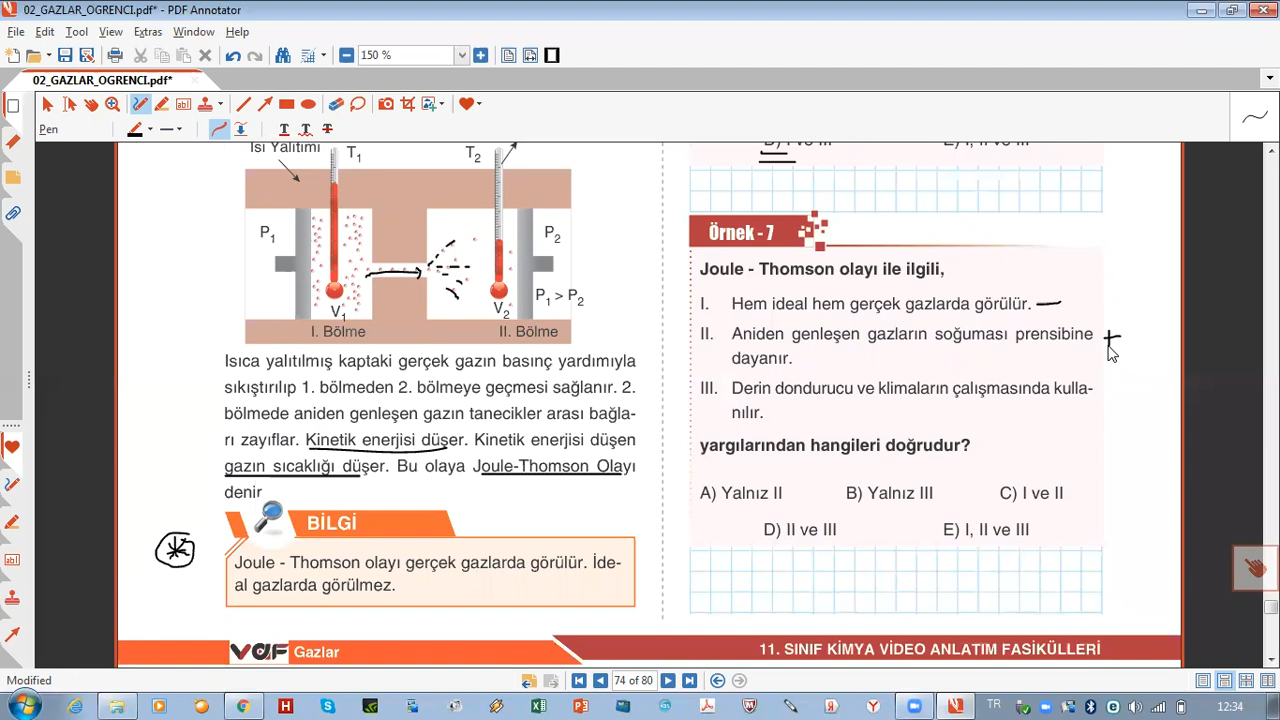 02_GAZLAR_OGRENCI.pdf* - PDF Annotator
File Edit Tool View Extras Window Help
150 %
02_GAZLAR_OGRENCI.pdf*
Pen
Isı Yalıtımı
T1
T2
P1
P2
P1 > P2
V1
V2
I. Bölme
II. Bölme
Isıca yalıtılmış kaptaki gerçek gazın basınç yardımıyla
sıkıştırılıp 1. bölmeden 2. bölmeye geçmesi sağlanır. 2.
bölmede aniden genleşen gazın tanecikler arası bağla-
rı zayıflar. Kinetik enerjisi düşer. Kinetik enerjisi düşen
gazın sıcaklığı düşer. Bu olaya Joule-Thomson Olayı
denir
BİLGİ
Joule - Thomson olayı gerçek gazlarda görülür. İde-
al gazlarda görülmez.
D) I ve III E) I, II ve III
Örnek - 7
Joule - Thomson olayı ile ilgili,
I. Hem ideal hem gerçek gazlarda görülür.
II. Aniden genleşen gazların soğuması prensibine
dayanır.
III. Derin dondurucu ve klimaların çalışmasında kulla-
nılır.
yargılarından hangileri doğrudur?
A) Yalnız II B) Yalnız III C) I ve II
D) II ve III E) I, II ve III
VAF Gazlar
11. SINIF KİMYA VİDEO ANLATIM FASİKÜLLERİ
Modified
74 of 80
TR
12:34